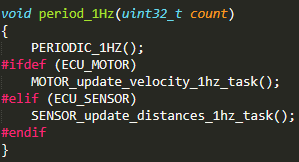 void period_1Hz(uint32_t count)
{
    PERIODIC_1HZ();
#ifdef (ECU_MOTOR)
    MOTOR_update_velocity_1hz_task();
#elif (ECU_SENSOR)
    SENSOR_update_distances_1hz_task();
#endif
}